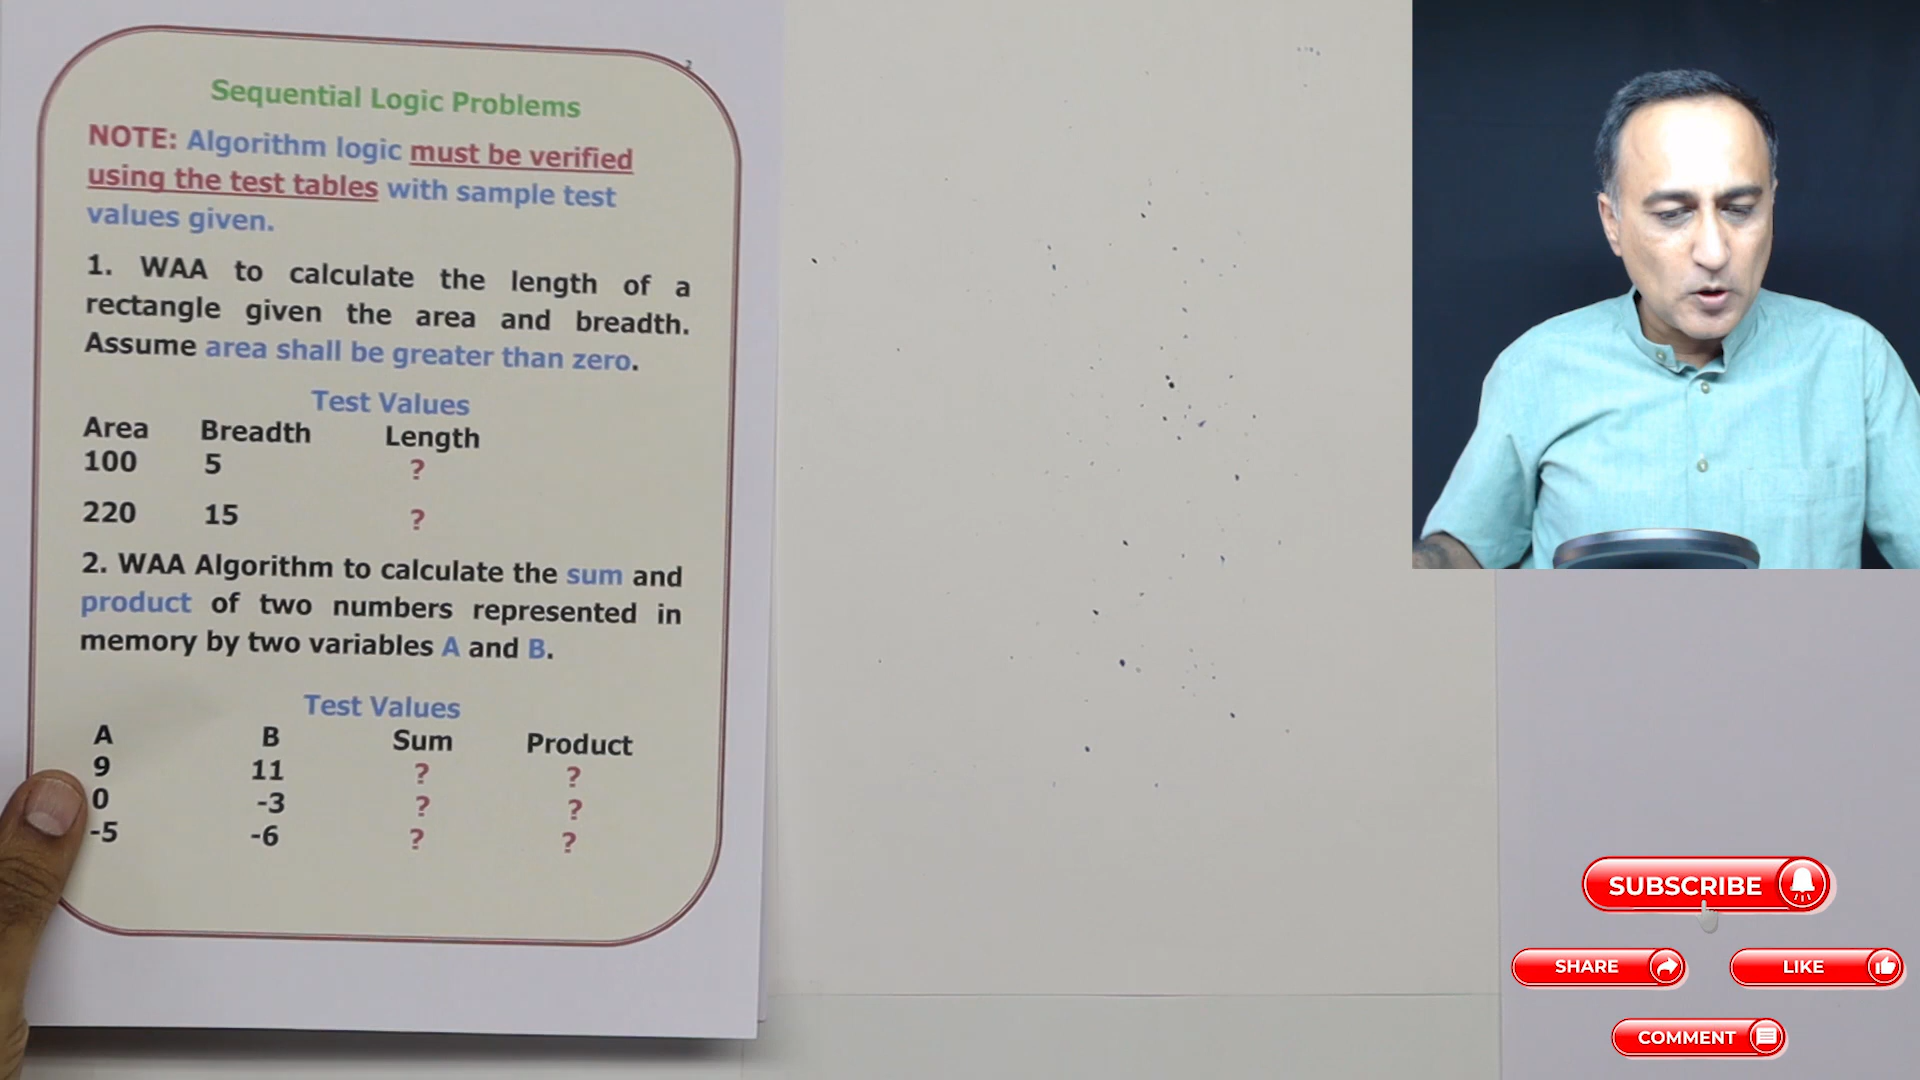 2
Sequential Logic Problems
NOTE: Algorithm logic must be verified
using the test tables with sample test
values given.
1. WAA to calculate the length of a
rectangle given the area and breadth.
Assume area shall be greater than zero.
Test Values
Area Breadth Length
100 5 ?
220 15 ?
2. WAA Algorithm to calculate the sum and
product of two numbers represented in
memory by two variables A and B.
Test Values
A B Sum Product
9 11 ? ?
0 -3 ? ?
-5 -6 ? ?
SUBSCRIBE
SHARE LIKE
COMMENT